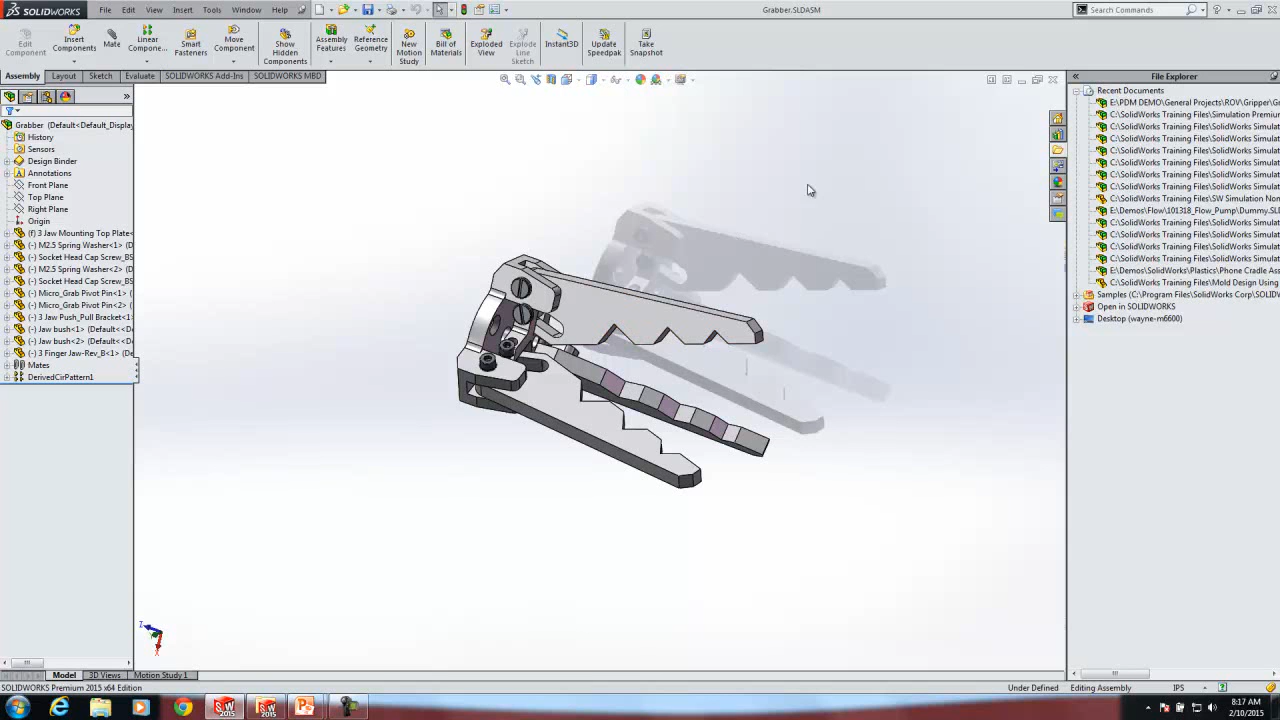 SOLIDWORKS
File Edit View Insert Tools Window Help
Grabber.SLDASM
Search Commands
Edit Component
Insert Components
Mate
Linear Compone...
Smart Fasteners
Move Component
Show Hidden Components
Assembly Features
Reference Geometry
New Motion Study
Bill of Materials
Exploded View
Explode Line Sketch
Instant3D
Update Speedpak
Take Snapshot
Assembly Layout Sketch Evaluate SOLIDWORKS Add-Ins SOLIDWORKS MBD
Grabber (Default<Default_Display
History
Sensors
Design Binder
Annotations
Front Plane
Top Plane
Right Plane
Origin
(f) 3 Jaw Mounting Top Plate<
(-) M2.5 Spring Washer<1> (D
(-) Socket Head Cap Screw_BS
(-) M2.5 Spring Washer<2> (D
(-) Socket Head Cap Screw_BS
(-) Micro_Grab Pivot Pin<1> (
(-) Micro_Grab Pivot Pin<2> (
(-) 3 Jaw Push_Pull Bracket<1
(-) Jaw bush<1> (Default<<D
(-) Jaw bush<2> (Default<<D
(-) 3 Finger Jaw-Rev_B<1> (De
Mates
DerivedCirPattern1
File Explorer
Recent Documents
E:\PDM DEMO\General Projects\ROV\Gripper\Gr
C:\SolidWorks Training Files\Simulation Premiu
C:\SolidWorks Training Files\SolidWorks Simulat
C:\SolidWorks Training Files\SolidWorks Simulat
C:\SolidWorks Training Files\SolidWorks Simulat
C:\SolidWorks Training Files\SolidWorks Simulat
C:\SolidWorks Training Files\SolidWorks Simulat
C:\SolidWorks Training Files\SolidWorks Simulat
C:\SolidWorks Training Files\SW Simulation Non
E:\Demos\Flow\101318_Flow_Pump\Dummy.SLD
C:\SolidWorks Training Files\SolidWorks Simulat
C:\SolidWorks Training Files\SolidWorks Simulat
C:\SolidWorks Training Files\SolidWorks Simulat
C:\SolidWorks Training Files\SolidWorks Simulat
E:\Demos\SolidWorks\Plastics\Phone Cradle Ass
C:\SolidWorks Training Files\Mold Design Using
Samples (C:\Program Files\SolidWorks Corp\SOLID
Open in SOLIDWORKS
Desktop (wayne-m6600)
Model 3D Views Motion Study 1
SOLIDWORKS Premium 2015 x64 Edition
Under Defined Editing Assembly IPS
8:17 AM
2/10/2015